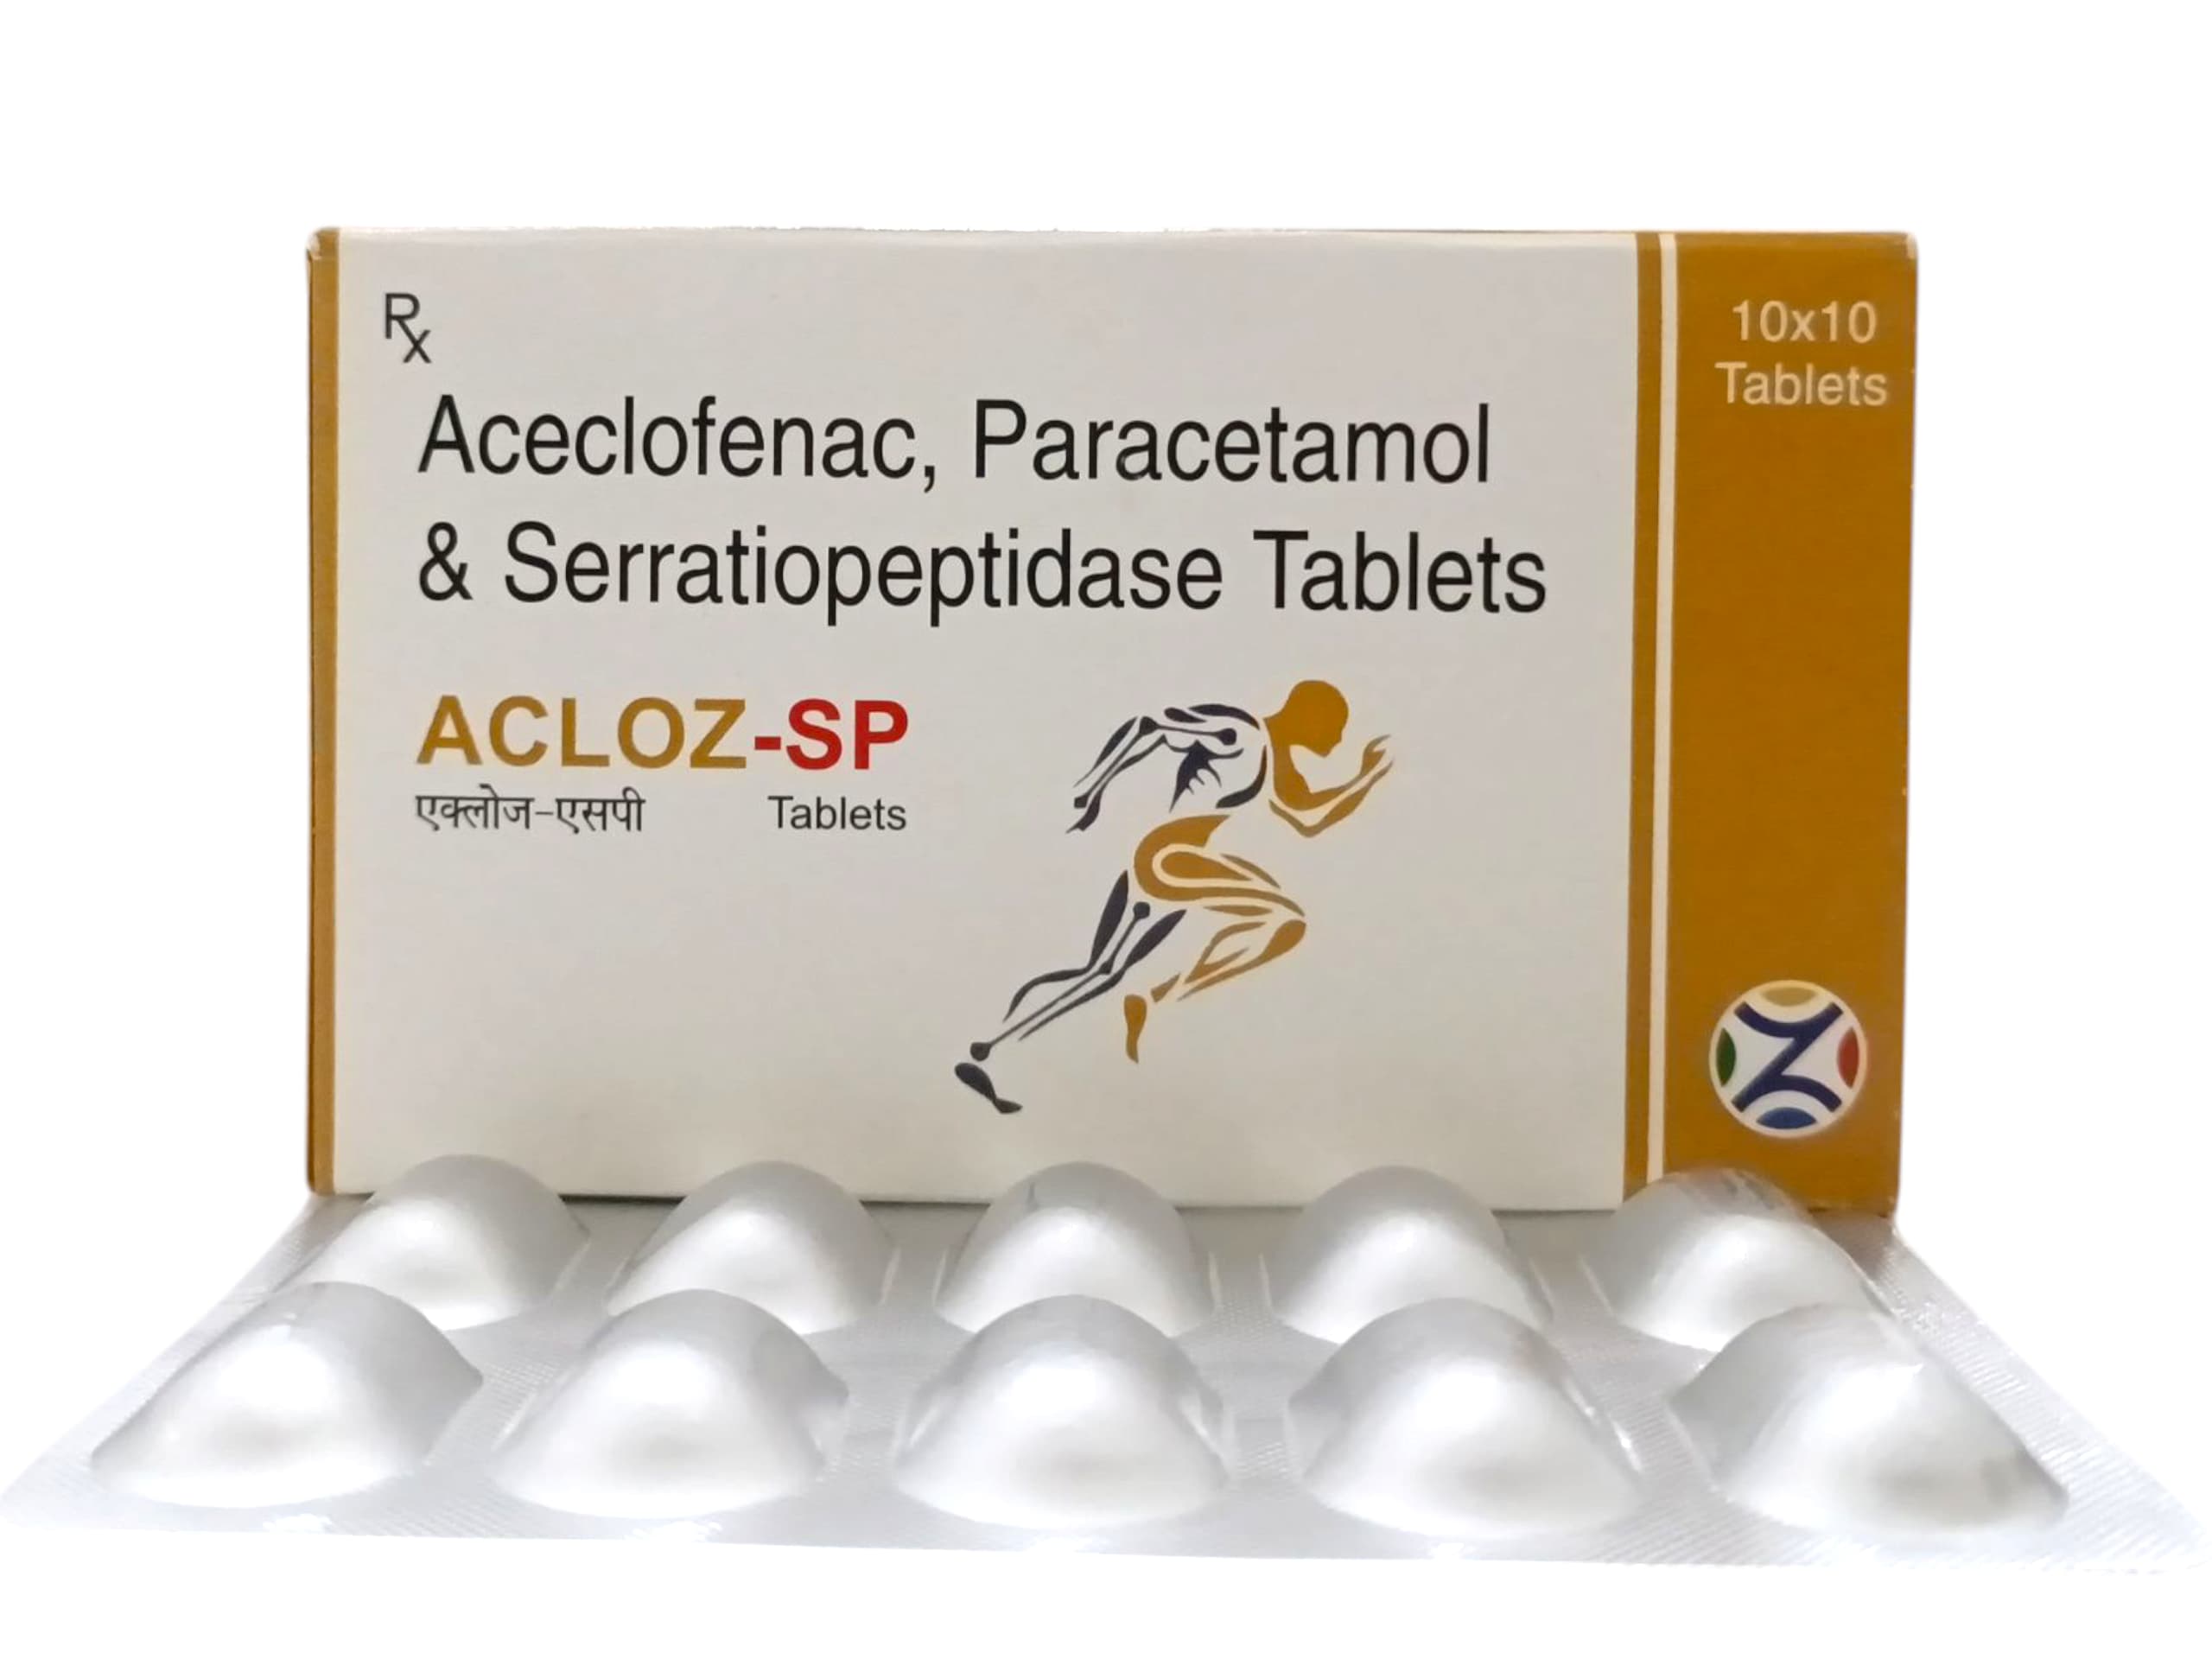 Rx
Aceclofenac, Paracetamol
& Serratiopeptidase Tablets
ACLOZ-SP
एक्लोज-एसपी Tablets
10x10
Tablets